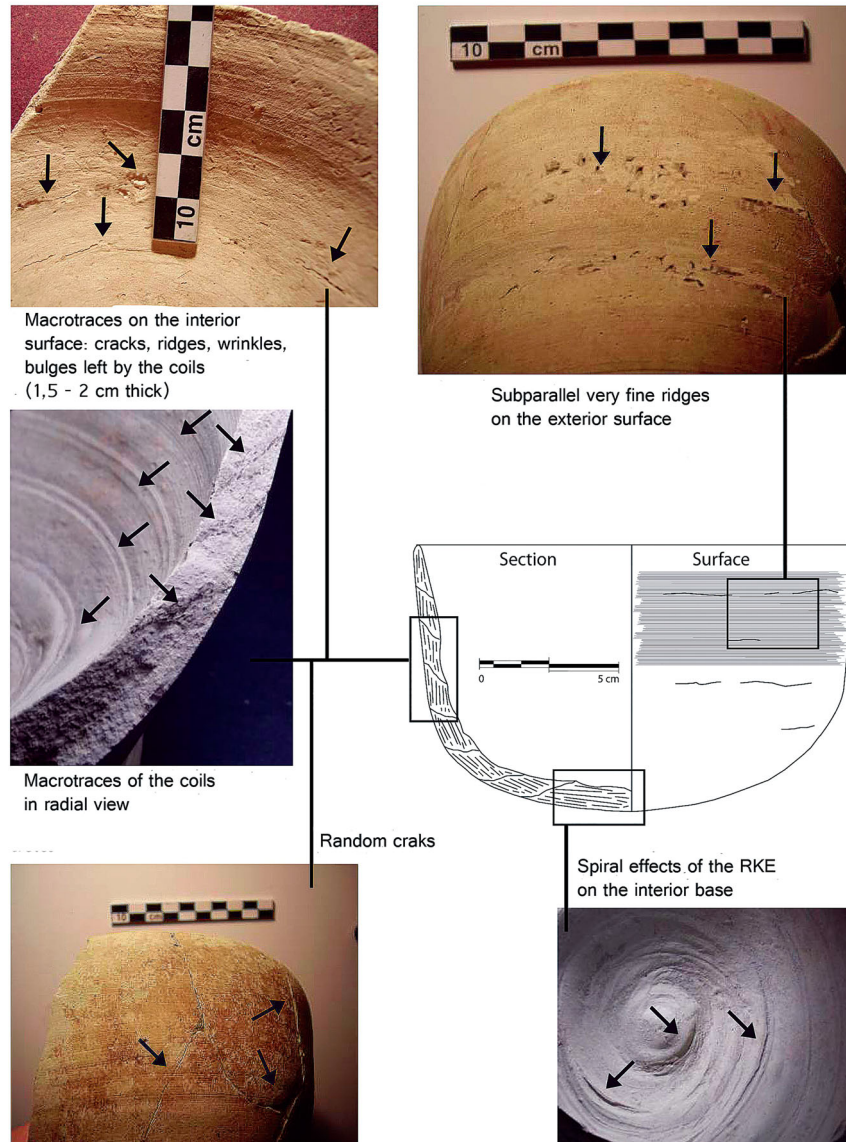 cm
10
10 cm
Macrotraces on the interior
surface: cracks, ridges, wrinkles,
bulges left by the coils
(1,5 - 2 cm thick)
Subparallel very fine ridges
on the exterior surface
Section
Surface
0
5 cm
Macrotraces of the coils
in radial view
Random craks
Spiral effects of the RKE
on the interior base
10 cm